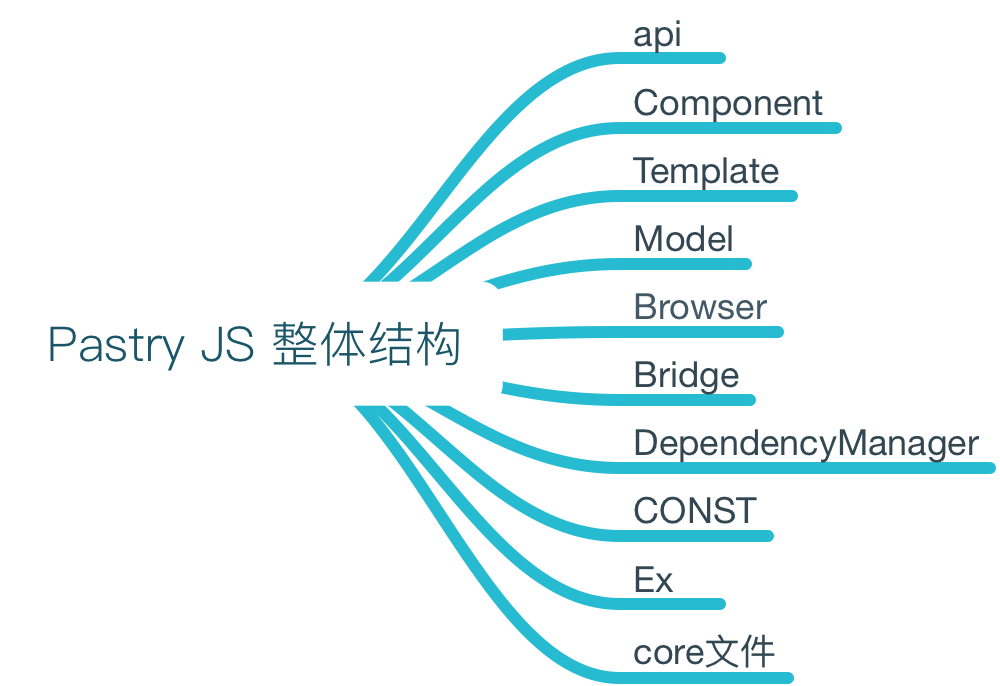 api
Component
Template
Model
Browser
Pastry JS 整体结构
Bridge
DependencyManager
CONST
Ex
core文件